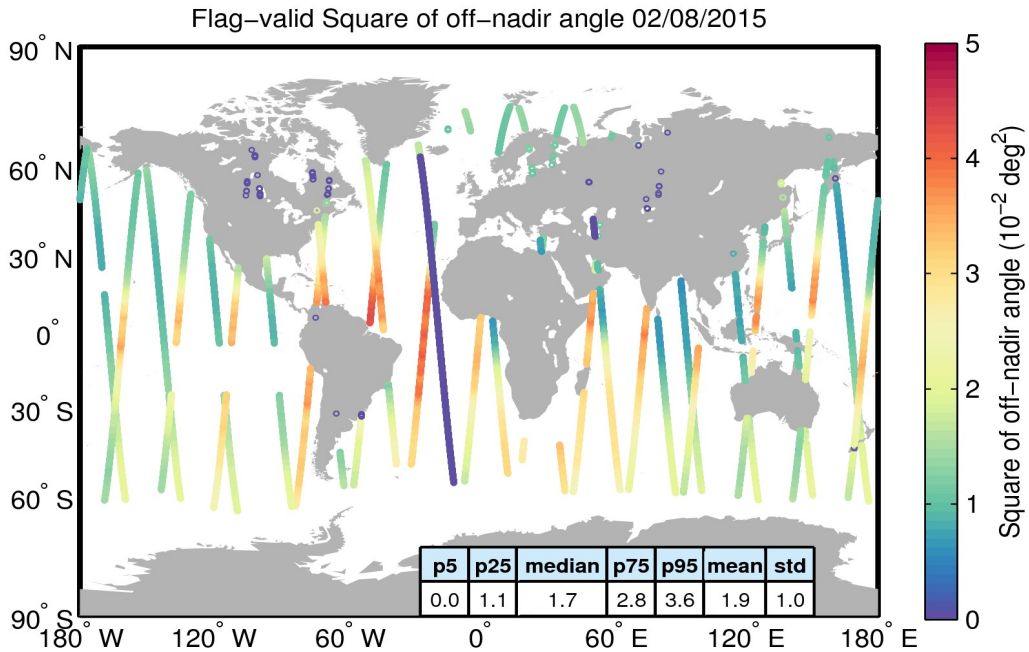 Flag−valid Square of off−nadir angle 02/08/2015
90° N
60° N
30° N
0°
30° S
60° S
90° S
180° W
120° W
60° W
0°
60° E
120° E
180° E
p5 p25 median p75 p95 mean std
0.0 1.1 1.7 2.8 3.6 1.9 1.0
5
4
3
2
1
0
Square of off−nadir angle (10⁻² deg²)